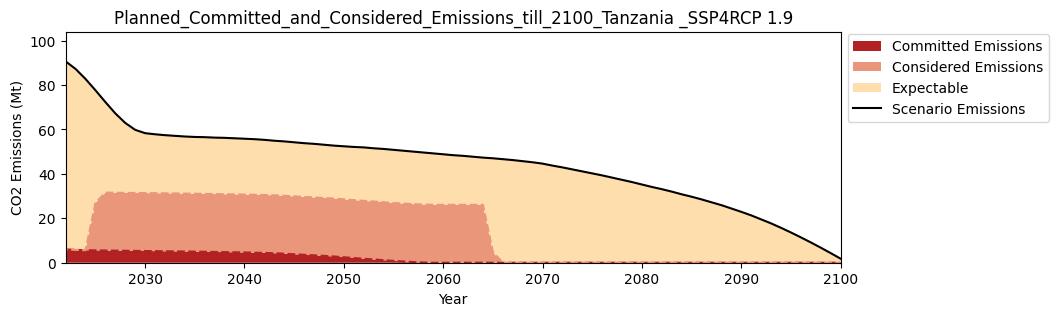 Planned_Committed_and_Considered_Emissions_till_2100_Tanzania _SSP4RCP 1.9
100
80
60
40
20
0
CO2 Emissions (Mt)
2030 2040 2050 2060 2070 2080 2090 2100
Year
Committed Emissions
Considered Emissions
Expectable
Scenario Emissions